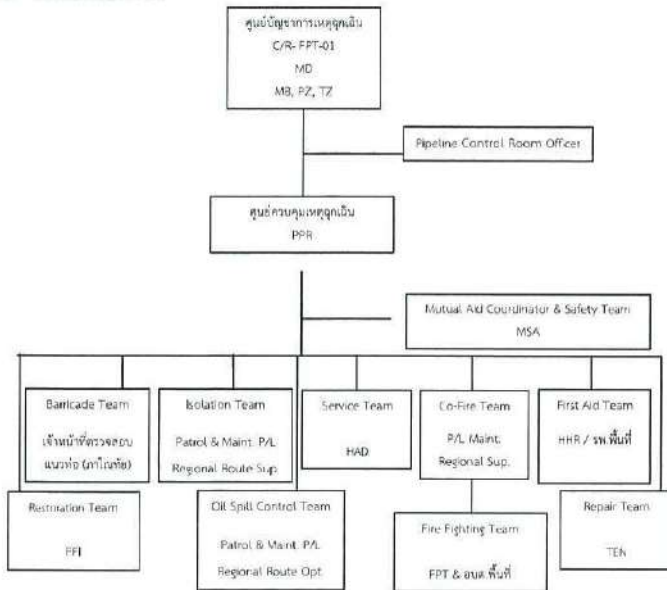 ศูนย์บัญชาการเหตุฉุกเฉิน
C/R- FPT-01
MD
MB, PZ, TZ
Pipeline Control Room Officer
ศูนย์ควบคุมเหตุฉุกเฉิน
PPR
Mutual Aid Coordinator & Safety Team
MSA
Barricade Team
เจ้าหน้าที่ตรวจสอบ
แนวท่อ (ภาโณทัย)
Isolation Team
Patrol & Maint. P/L
Regional Route Sup
Service Team
HAD
Co-Fire Team
P/L Maint.
Regional Sup.
First Aid Team
HHR / รพ.พื้นที่
Restoration Team
Oil Spill Control Team
Patrol & Maint. P/L
Regional Route Opt.
Fire Fighting Team
FPT & อบต.พื้นที่
Repair Team
TEN